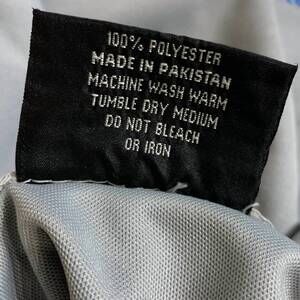 100% POLYESTER
MADE IN PAKISTAN
MACHINE WASH WARM
TUMBLE DRY MEDIUM
DO NOT BLEACH
OR IRON